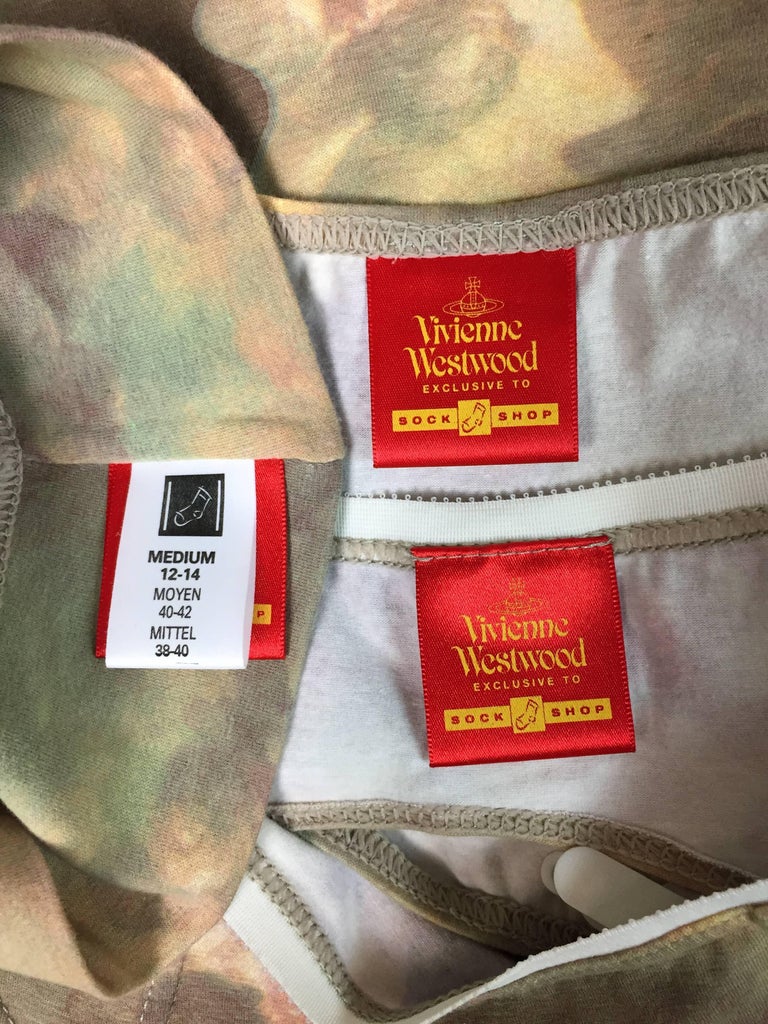 Vivienne
Westwood
EXCLUSIVE TO
SOCK SHOP
MEDIUM
12-14
MOYEN
40-42
MITTEL
38-40
P
Vivienne
Westwood
EXCLUSIVE TO
SOCK SHOP